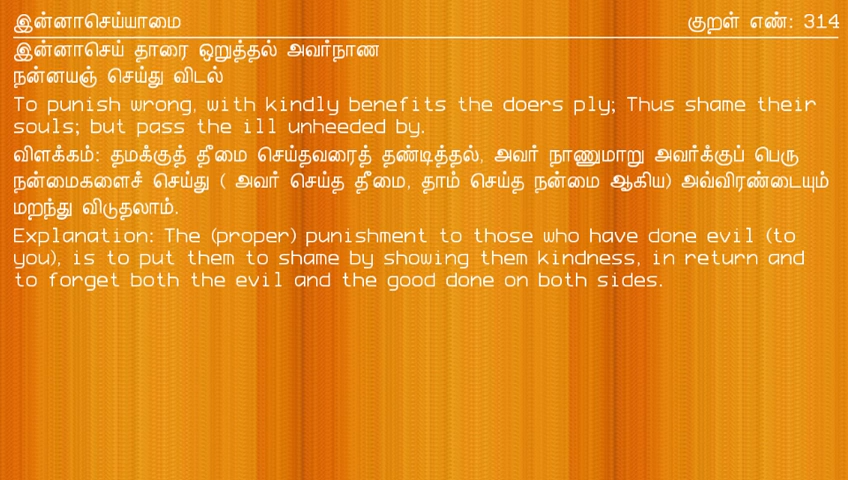 இன்னாசெய்யாமை குறள் எண்: 314
இன்னாசெய் தாரை ஒறுத்தல் அவர்நாண
நன்னயஞ் செய்து விடல்
To punish wrong, with kindly benefits the doers ply; Thus shame their
souls; but pass the ill unheeded by.
விளக்கம்: தமக்குத் தீமை செய்தவரைத் தண்டித்தல், அவர் நாணுமாறு அவர்க்குப் பெரு
நன்மைகளைச் செய்து ( அவர் செய்த தீமை, தாம் செய்த நன்மை ஆகிய) அவ்விரண்டையும்
மறந்து விடுதலாம்.
Explanation: The (proper) punishment to those who have done evil (to
you), is to put them to shame by showing them kindness, in return and
to forget both the evil and the good done on both sides.